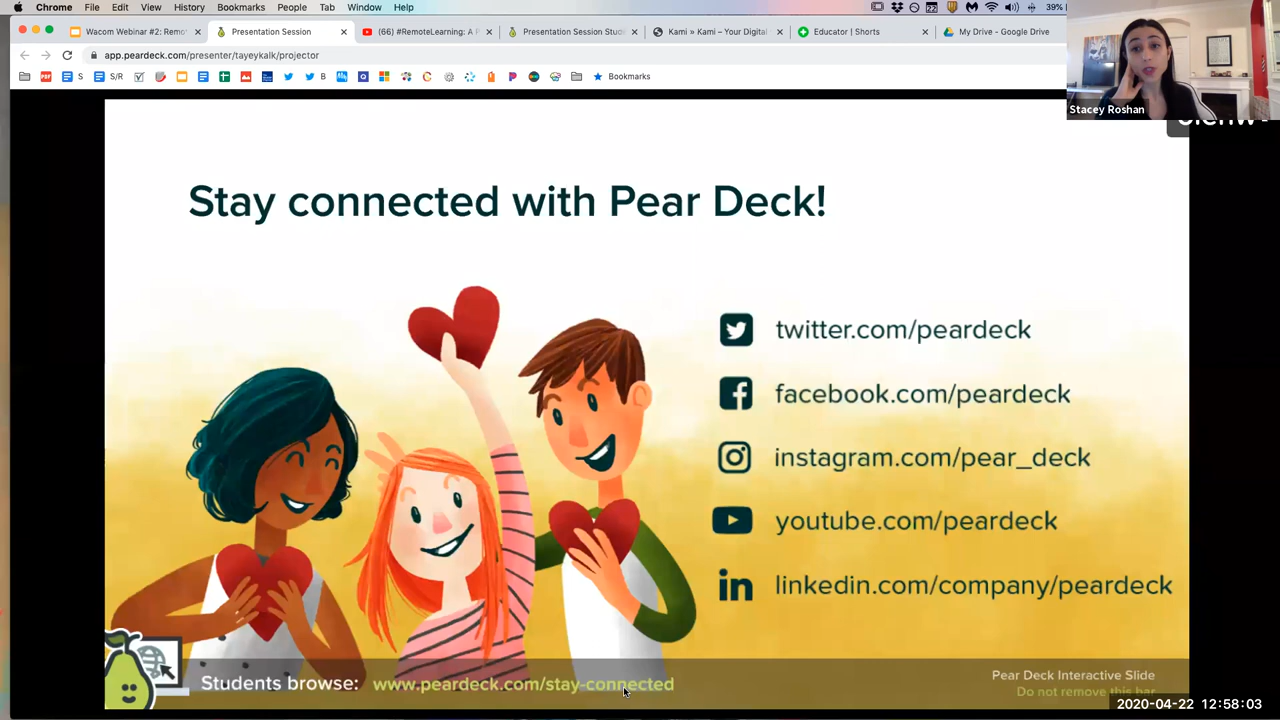 Chrome File Edit View History Bookmarks People Tab Window Help 39%
Wacom Webinar #2: Remo
Presentation Session
(66) #RemoteLearning: A P
Presentation Session Stud
Kami » Kami – Your Digital
Educator | Shorts
My Drive - Google Drive
app.peardeck.com/presenter/tayeykalk/projector
S S/R B Bookmarks
Stacey Roshan
Stay connected with Pear Deck!
twitter.com/peardeck
facebook.com/peardeck
instagram.com/pear_deck
youtube.com/peardeck
in linkedin.com/company/peardeck
Students browse: www.peardeck.com/stay-connected
Pear Deck Interactive Slide
Do not remove this bar
2020-04-22 12:58:03